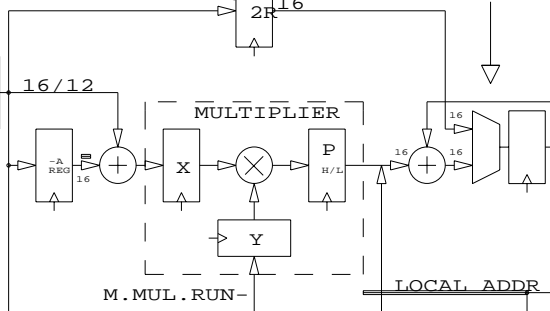 16
2R
16/12
MULTIPLIER
16
-A
REG
16
X
P
H/L
16
16
Y
LOCAL ADDR
M.MUL.RUN-